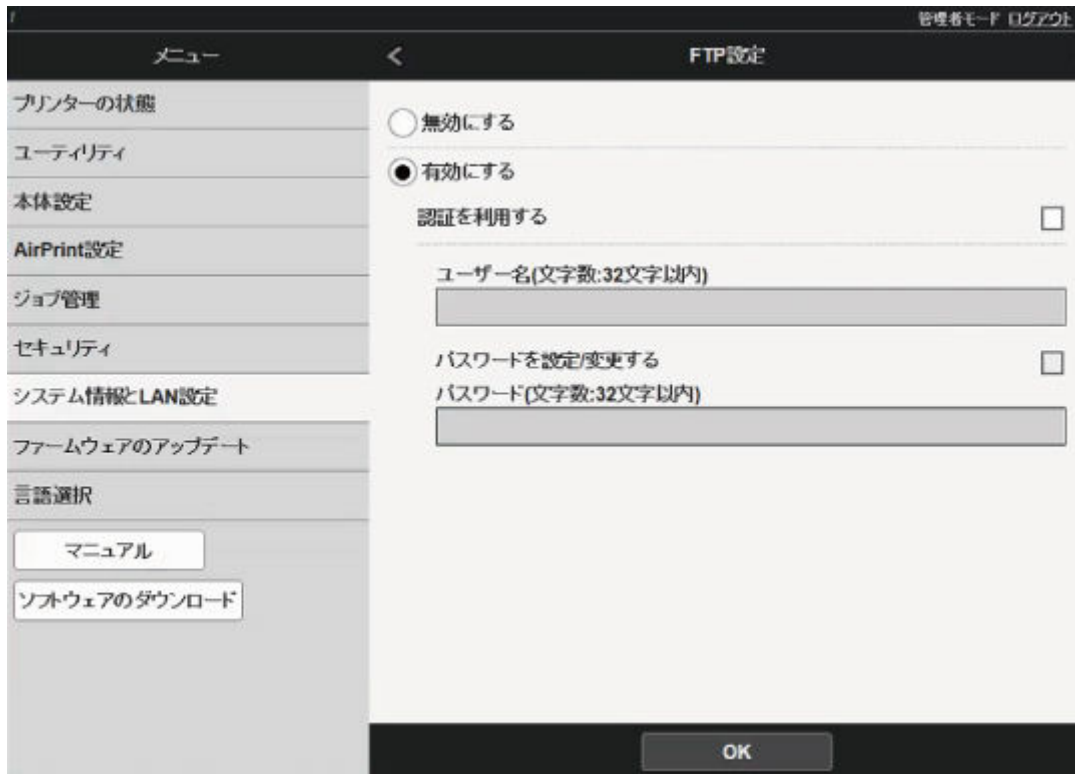 管理者モード ログアウト
メニュー
< FTP設定
プリンターの状態
ユーティリティ
本体設定
AirPrint設定
ジョブ管理
セキュリティ
システム情報とLAN設定
ファームウェアのアップデート
言語選択
マニュアル
ソフトウェアのダウンロード
無効にする
有効にする
認証を利用する
ユーザー名(文字数:32文字以内)
パスワードを設定/変更する
パスワード(文字数:32文字以内)
OK